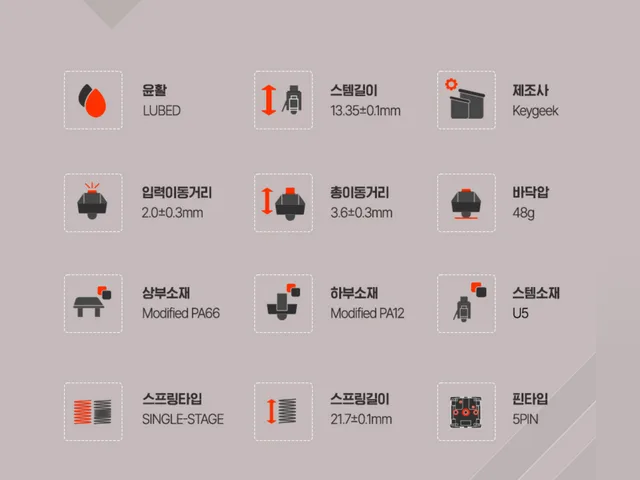 윤활
LUBED
스템길이
13.35±0.1mm
제조사
Keygeek
입력이동거리
2.0±0.3mm
총이동거리
3.6±0.3mm
바닥압
48g
상부소재
Modified PA66
하부소재
Modified PA12
스템소재
U5
스프링타입
SINGLE-STAGE
스프링길이
21.7±0.1mm
핀타입
5PIN